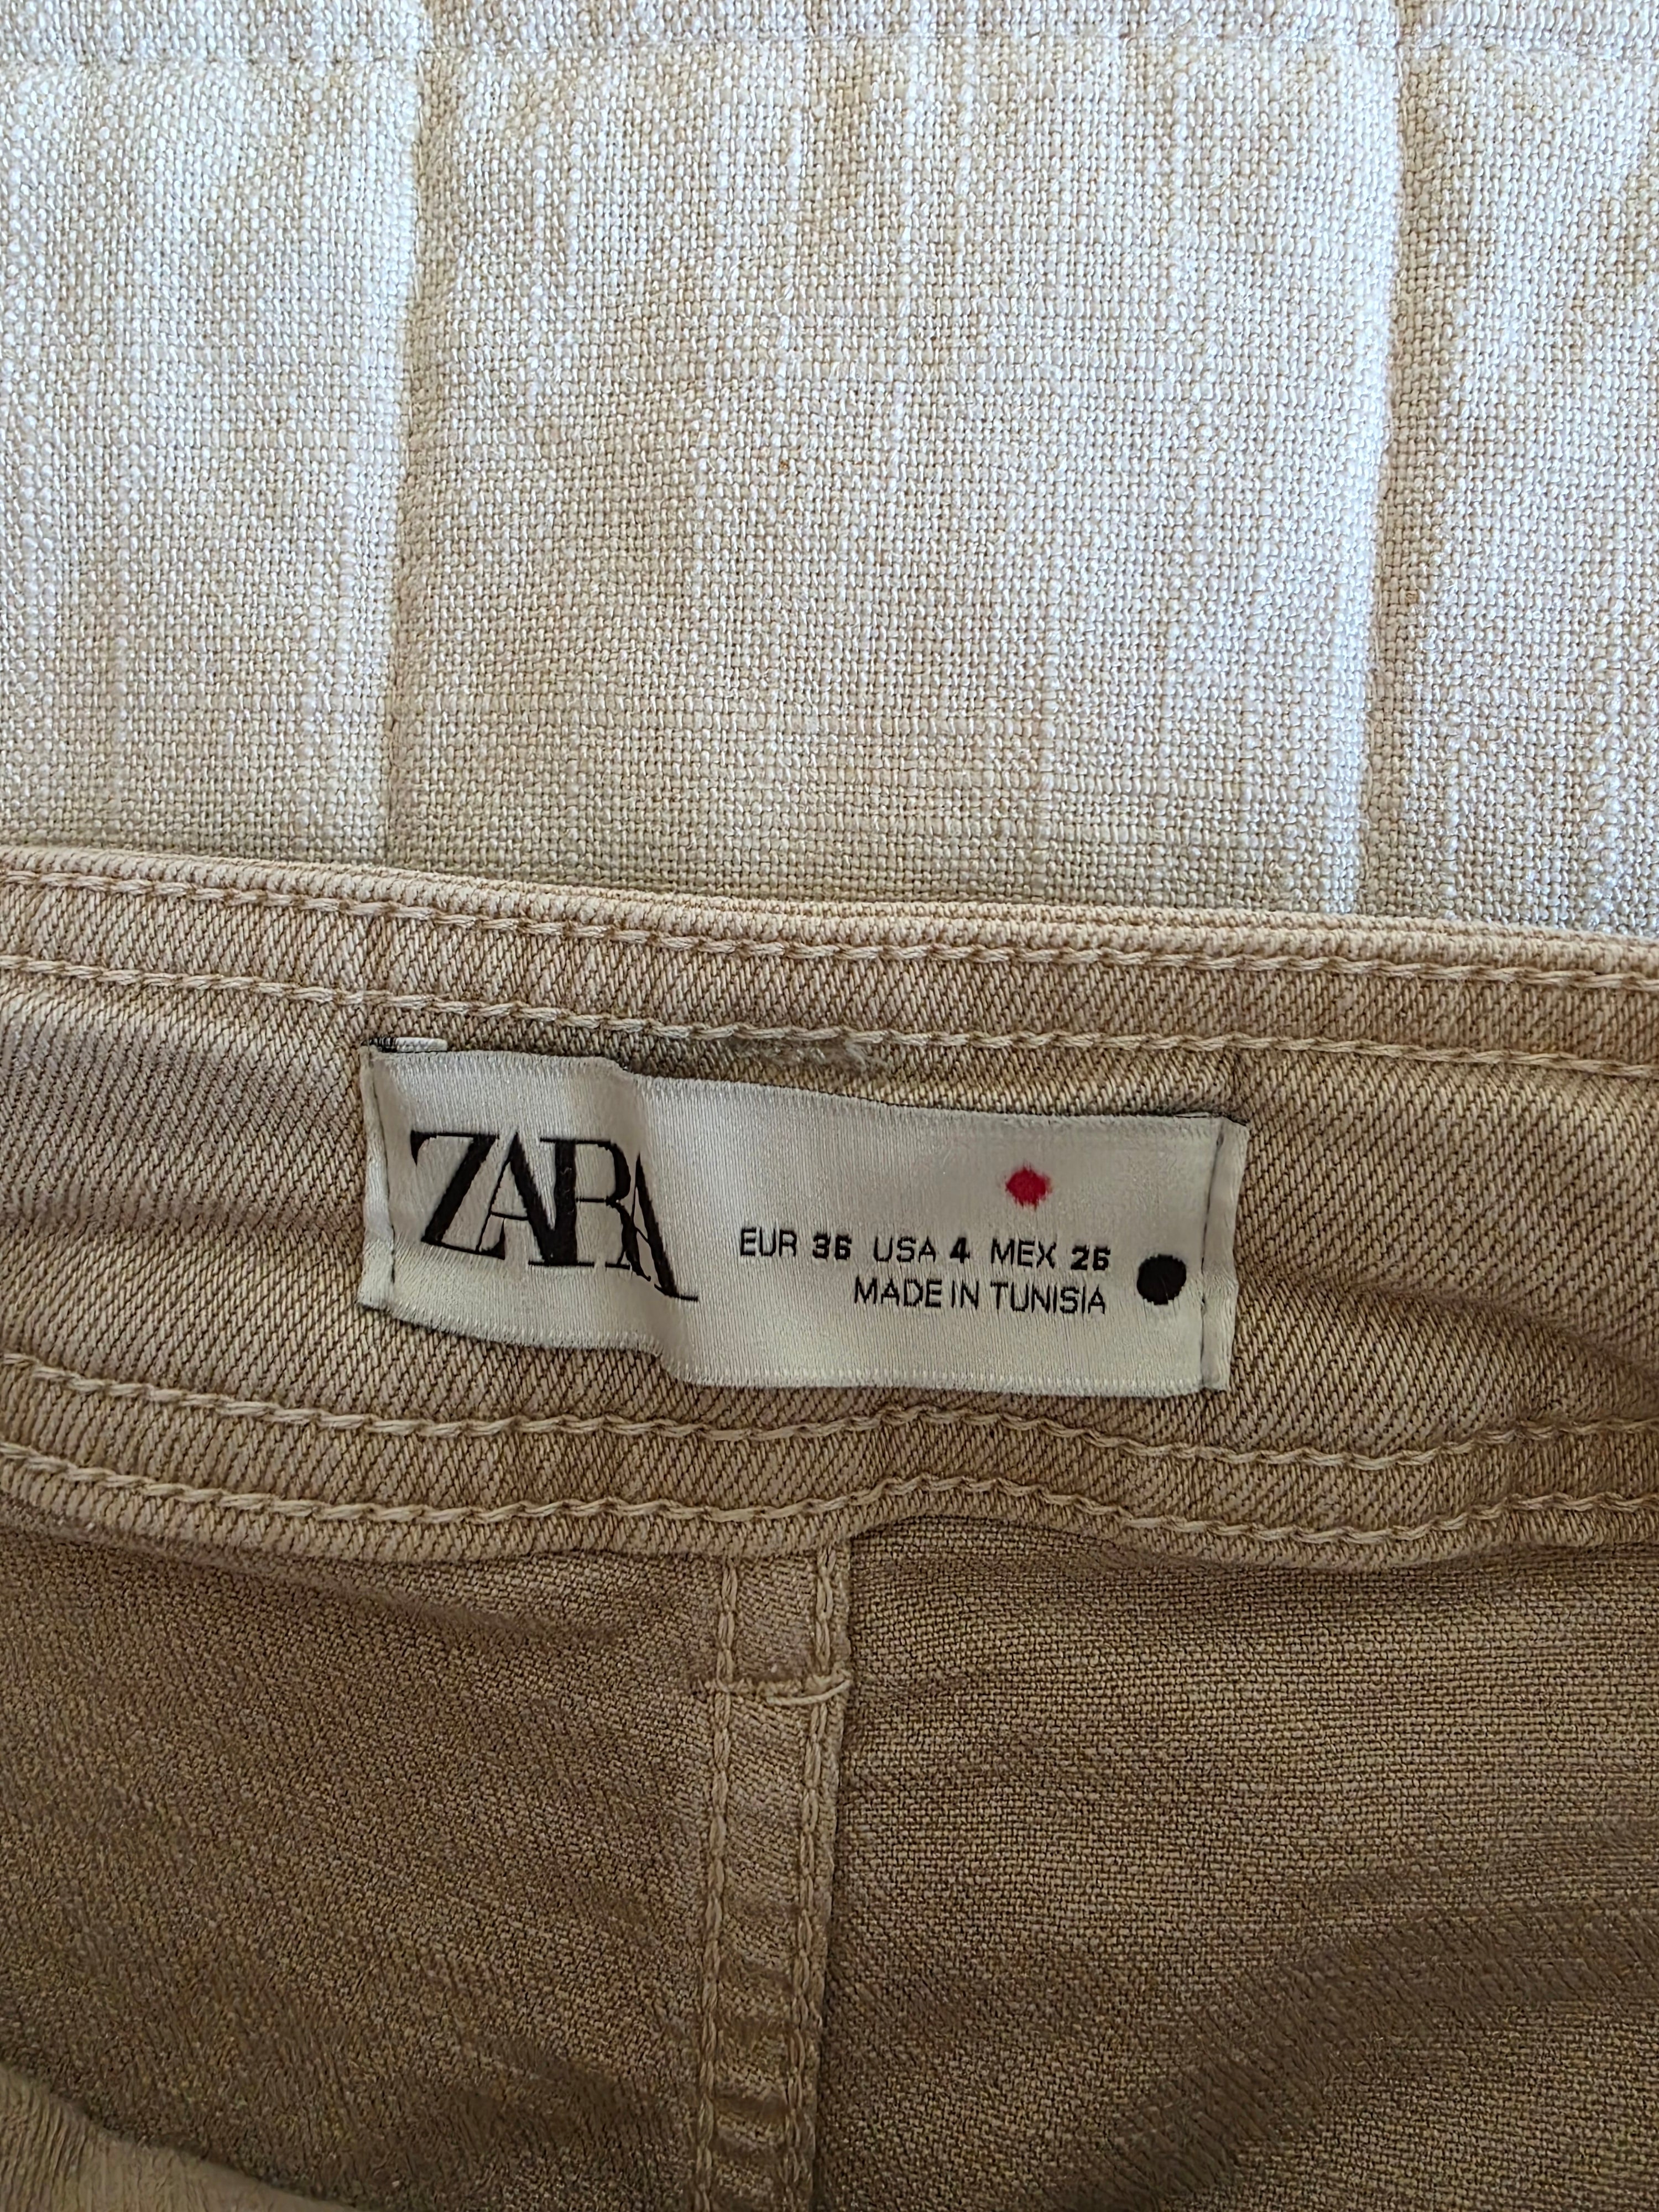 ZARA
EUR 36 USA 4 MEX 26
MADE IN TUNISIA